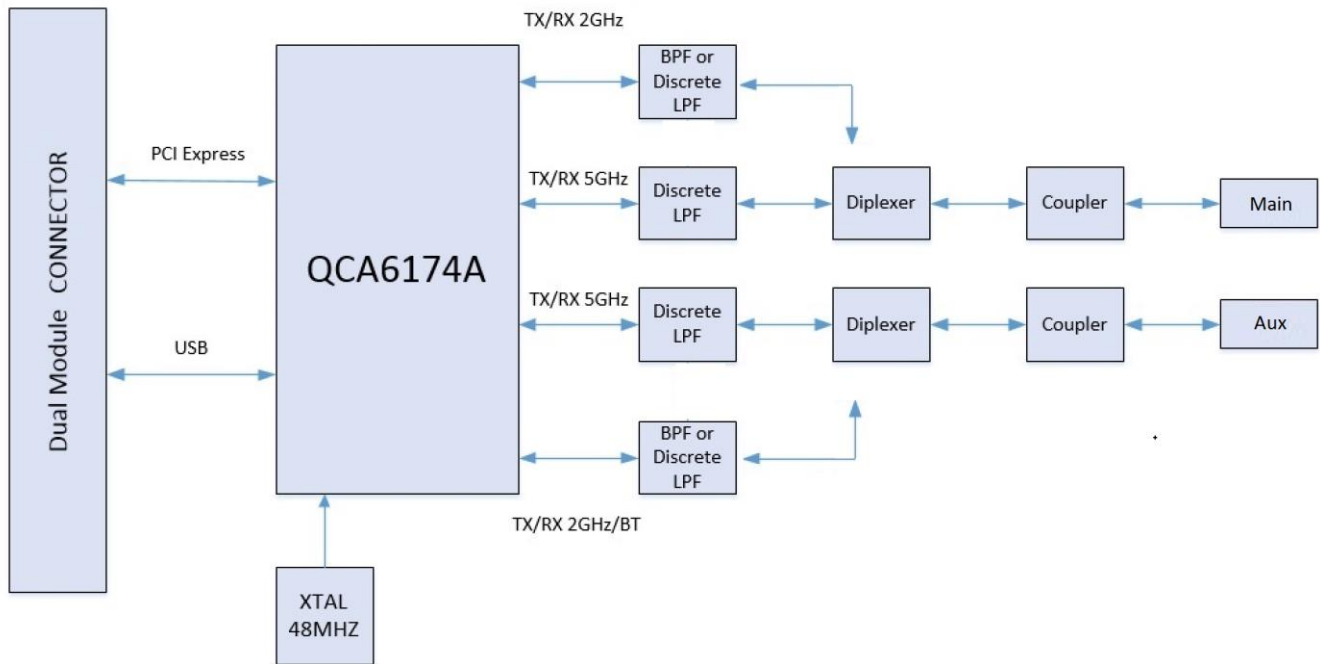 TX/RX 2GHz
BPF or
Discrete
LPF
PCI Express
TX/RX 5GHz
Discrete
LPF
Diplexer
Coupler
Main
Dual Module CONNECTOR
QCA6174A
TX/RX 5GHz
Discrete
LPF
Diplexer
Coupler
Aux
USB
BPF or
Discrete
LPF
TX/RX 2GHz/BT
XTAL
48MHZ